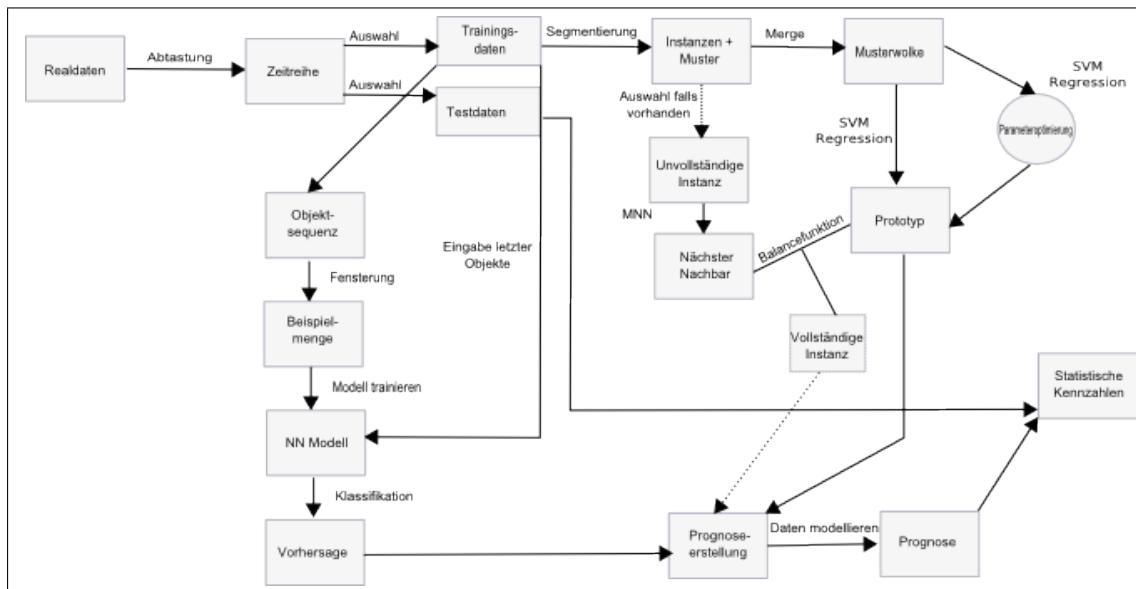 Realdaten
Abtastung
Zeitreihe
Auswahl
Auswahl
Trainings-
daten
Testdaten
Segmentierung
Instanzen +
Muster
Merge
Musterwolke
SVM
Regression
Parameteroptimierung
SVM
Regression
Auswahl falls
vorhanden
Unvollständige
Instanz
MNN
Nächster
Nachbar
Balancefunktion
Prototyp
Vollständige
Instanz
Objekt-
sequenz
Fensterung
Beispiel-
menge
Modell trainieren
NN Modell
Klassifikation
Vorhersage
Eingabe letzter
Objekte
Prognose-
erstellung
Daten modellieren
Prognose
Statistische
Kennzahlen